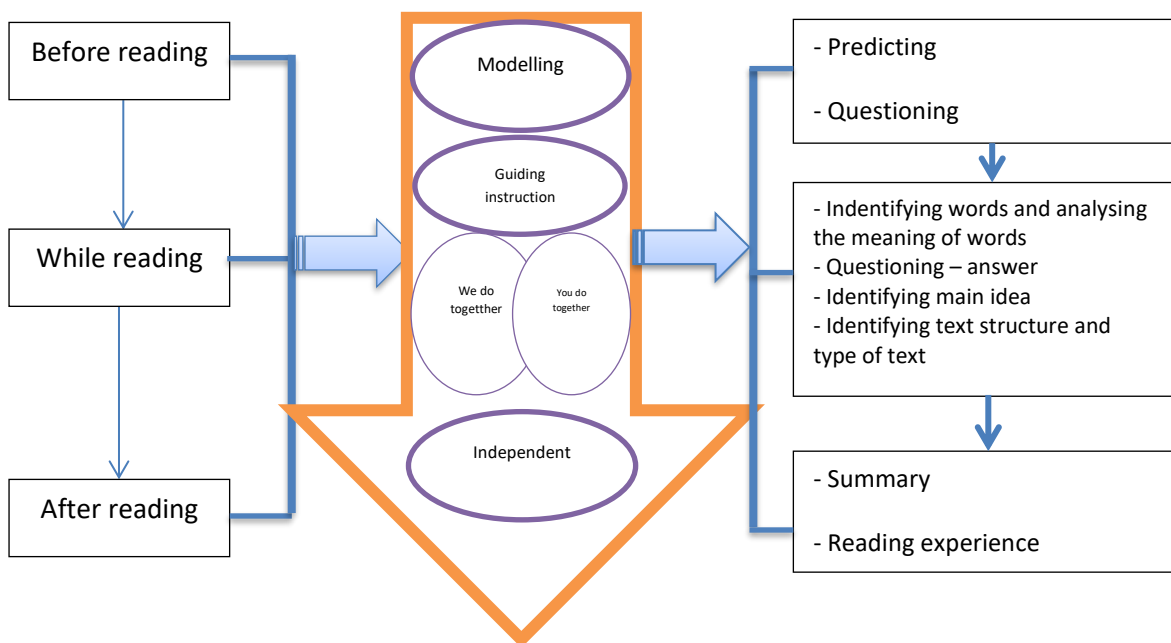 Before reading
While reading
After reading
Modelling
Guiding
instruction
We do
togetther
You do
together
Independent
- Predicting
- Questioning
- Indentifying words and analysing
the meaning of words
- Questioning – answer
- Identifying main idea
- Identifying text structure and
type of text
- Summary
- Reading experience